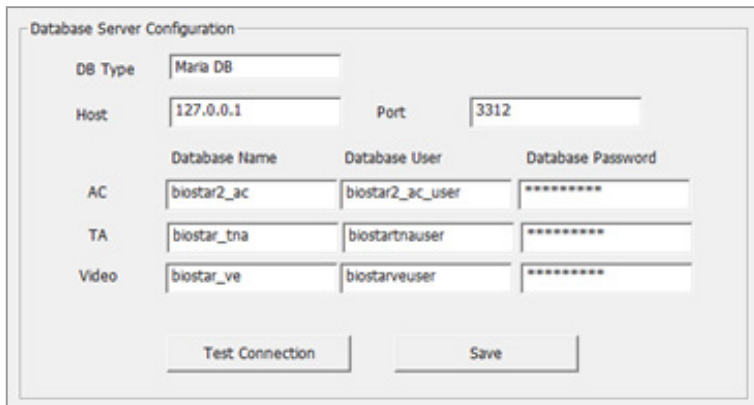 Database Server Configuration
DB Type Maria DB
Host 127.0.0.1 Port 3312
Database Name Database User Database Password
AC biostar2_ac biostar2_ac_user *********
TA biostar_tna biostartnauser *********
Video biostar_ve biostarveuser *********
Test Connection Save